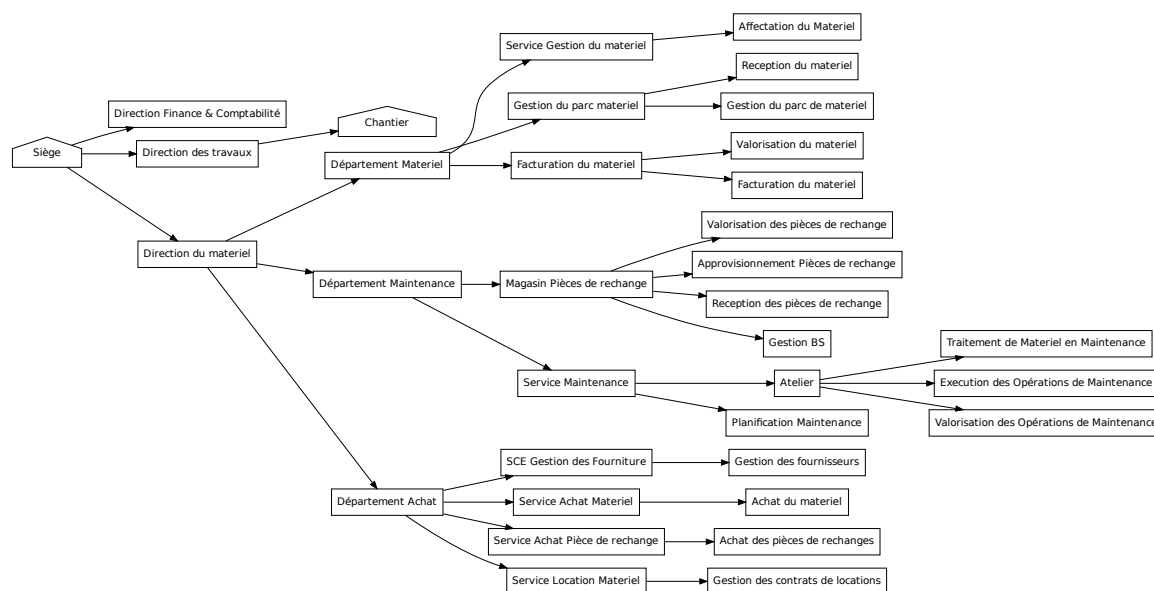 Siège
Direction Finance & Comptabilité
Direction des travaux
Chantier
Direction du materiel
Département Materiel
Service Gestion du materiel
Affectation du Materiel
Gestion du parc materiel
Reception du materiel
Gestion du parc de materiel
Facturation du materiel
Valorisation du materiel
Facturation du materiel
Département Maintenance
Magasin Pièces de rechange
Valorisation des pièces de rechange
Approvisionnement Pièces de rechange
Reception des pièces de rechange
Gestion BS
Service Maintenance
Atelier
Traitement de Materiel en Maintenance
Execution des Opérations de Maintenance
Valorisation des Opérations de Maintenance
Planification Maintenance
Département Achat
SCE Gestion des Fourniture
Gestion des fournisseurs
Service Achat Materiel
Achat du materiel
Service Achat Pièce de rechange
Achat des pièces de rechanges
Service Location Materiel
Gestion des contrats de locations